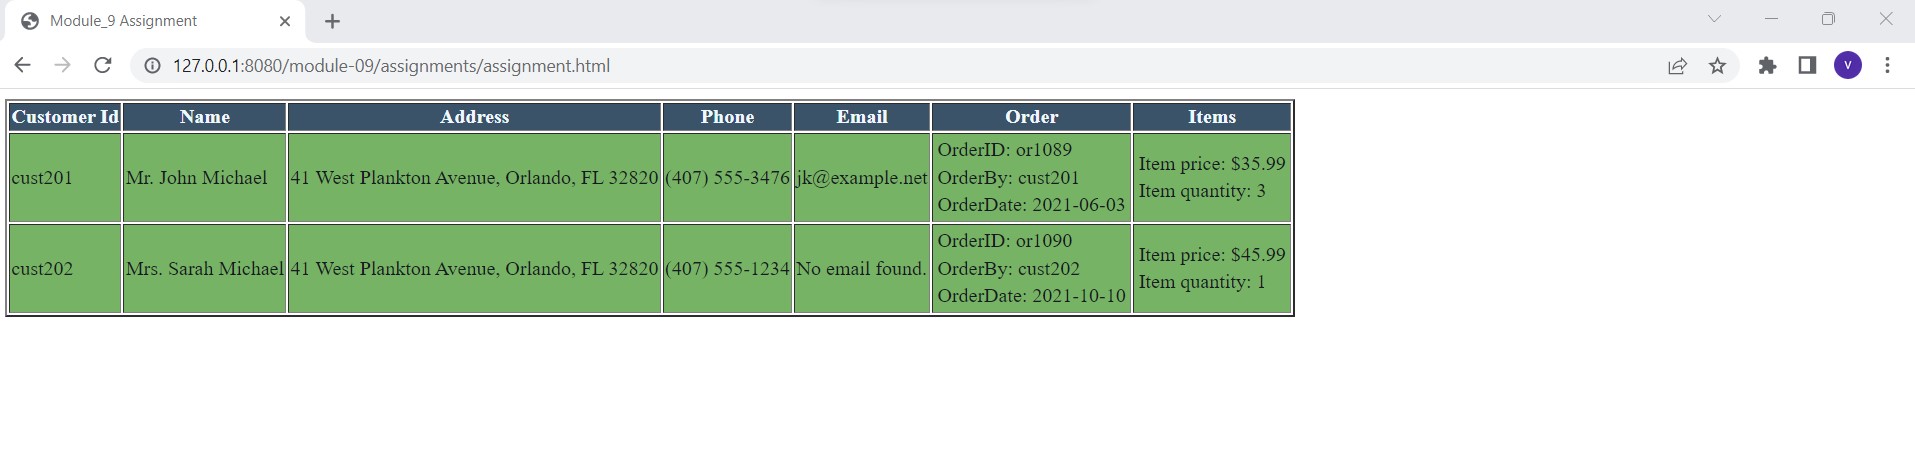 Module_9 Assignment
127.0.0.1:8080/module-09/assignments/assignment.html
V
Customer Id Name Address Phone Email Order Items
cust201 Mr. John Michael 41 West Plankton Avenue, Orlando, FL 32820 (407) 555-3476 jk@example.net
OrderID: or1089
OrderBy: cust201
OrderDate: 2021-06-03
Item price: $35.99
Item quantity: 3
cust202 Mrs. Sarah Michael 41 West Plankton Avenue, Orlando, FL 32820 (407) 555-1234 No email found.
OrderID: or1090
OrderBy: cust202
OrderDate: 2021-10-10
Item price: $45.99
Item quantity: 1